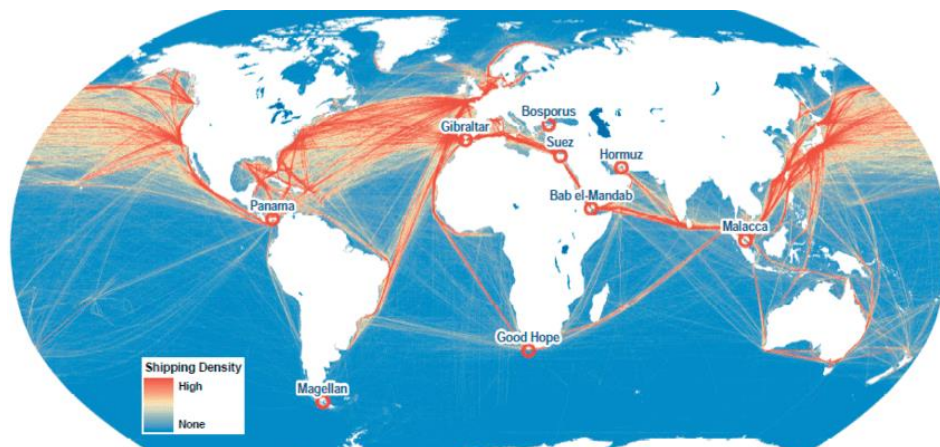 Bosporus
Gibraltar
Suez
Hormuz
Bab el-Mandab
Panama
Malacca
Good Hope
Shipping Density
High
None
Magellan